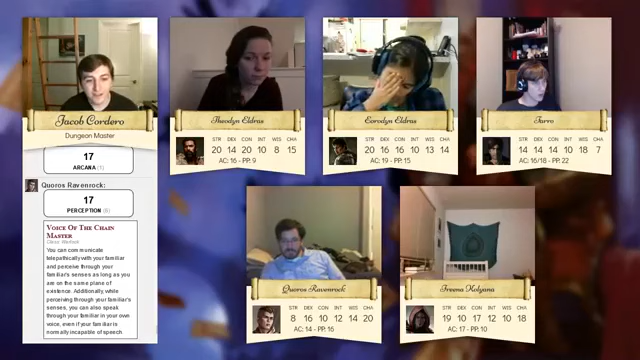 Jacob Cordero
Dungeon Master
17
ARCANA (1)
Quoros Ravenrock:
17
PERCEPTION (6)
VOICE OF THE CHAIN
MASTER
Class: Warlock
You can communicate
telepathically with your familiar
and perceive through your
familiar's senses as long as you
are on the same plane of
existence. Additionally, while
perceiving through your familiar's
senses, you can also speak
through your familiar in your own
voice, even if your familiar is
normally incapable of speech.
Theodyn Eldras
STR DEX CON INT WIS CHA
20 14 20 10 8 15
AC: 16 - PP: 9
Eorodyn Eldras
STR DEX CON INT WIS CHA
20 16 16 10 13 14
AC: 19 - PP: 15
STR DEX CON INT WIS CHA
14 14 14 10 18 7
AC: 16/18 - PP: 22
Quoros Ravenrock
STR DEX CON INT WIS CHA
8 16 10 12 14 20
AC: 14 - PP: 16
Ireena Kolyana
STR DEX CON INT WIS CHA
19 10 17 12 10 18
AC: 17 - PP: 10